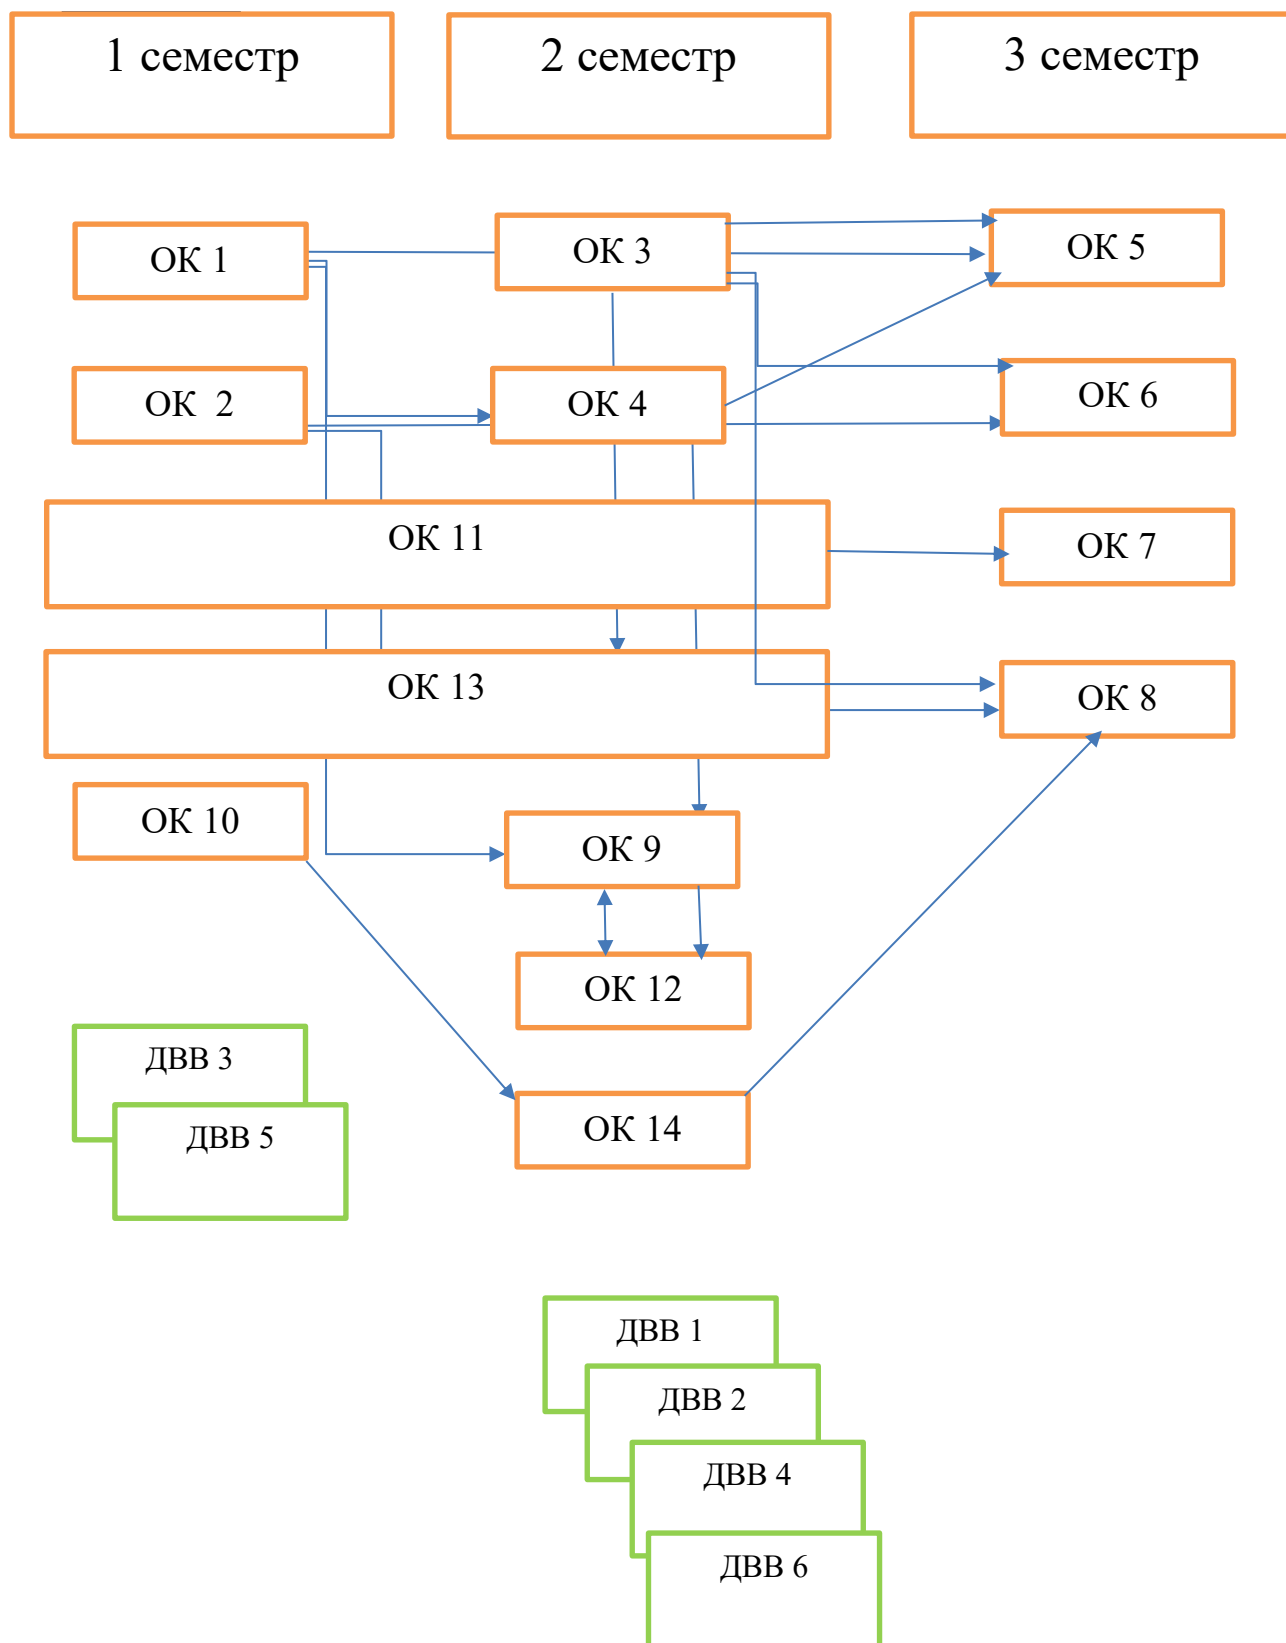 1 семестр
2 семестр
3 семестр
ОК 1
ОК 3
ОК 5
ОК 2
ОК 4
ОК 6
ОК 11
ОК 7
ОК 13
ОК 8
ОК 10
ОК 9
ОК 12
ДВВ 3
ДВВ 5
ОК 14
ДВВ 1
ДВВ 2
ДВВ 4
ДВВ 6